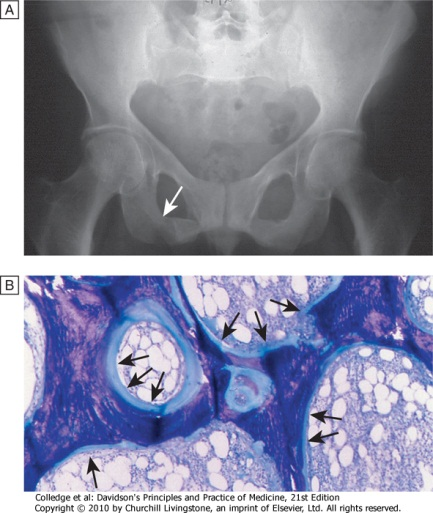 A
B
Colledge et al: Davidson's Principles and Practice of Medicine, 21st Edition
Copyright © 2010 by Churchill Livingstone, an imprint of Elsevier, Ltd. All rights reserved.